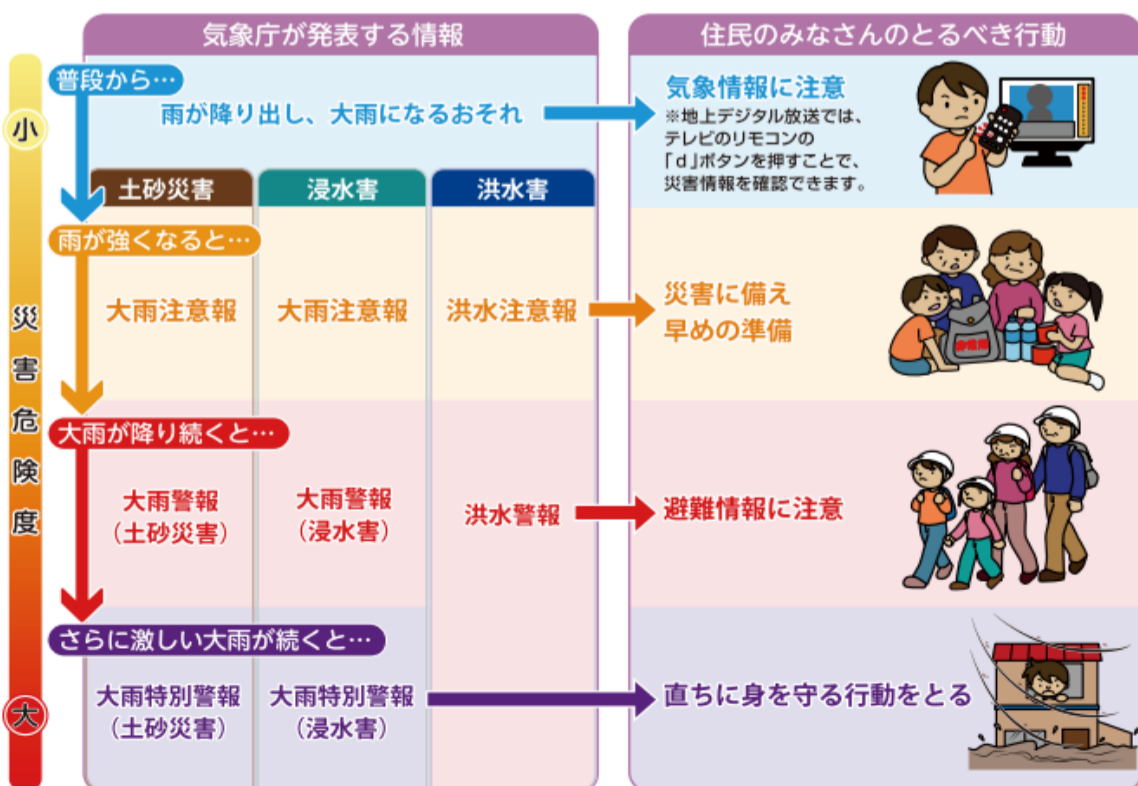 気象庁が発表する情報
住民のみなさんのとるべき行動
小
災害危険度
大
普段から…
雨が降り出し、大雨になるおそれ
気象情報に注意
※地上デジタル放送では、
テレビのリモコンの
「d」ボタンを押すことで、
災害情報を確認できます。
土砂災害
浸水害
洪水害
雨が強くなると…
大雨注意報
大雨注意報
洪水注意報
災害に備え
早めの準備
非常用
大雨が降り続くと…
大雨警報
(土砂災害)
大雨警報
(浸水害)
洪水警報
避難情報に注意
さらに激しい大雨が続くと…
大雨特別警報
(土砂災害)
大雨特別警報
(浸水害)
直ちに身を守る行動をとる